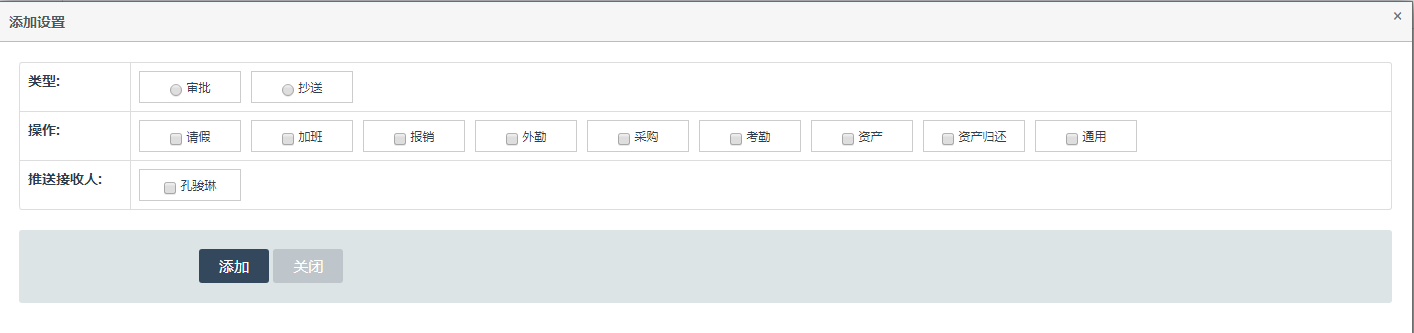 添加设置 ×
类型: 审批 抄送
操作: 请假 加班 报销 外勤 采购 考勤 资产 资产归还 通用
推送接收人: 孔骏琳
添加 关闭